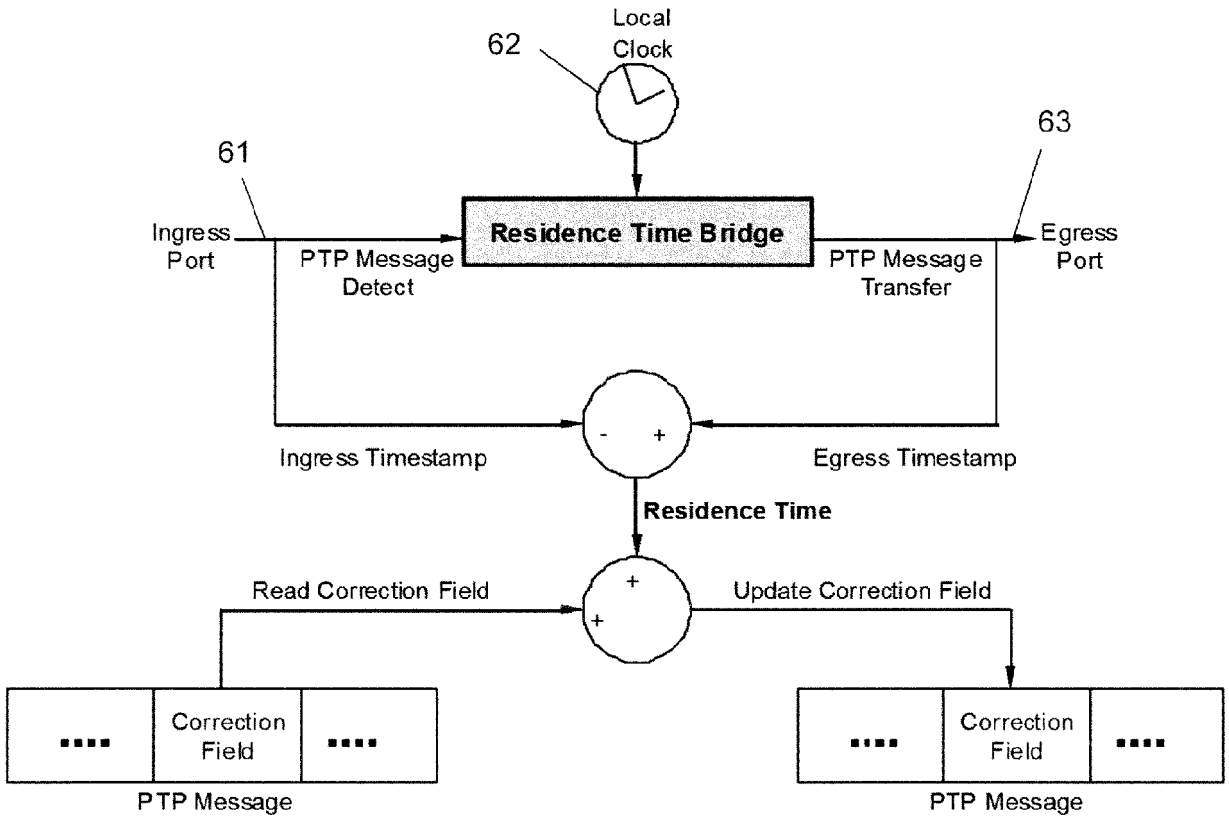 Local
Clock
62
63
61
Ingress
Port
Residence Time Bridge
Egress
Port
PTP Message
Detect
PTP Message
Transfer
- +
Ingress Timestamp
Egress Timestamp
Residence Time
Read Correction Field
+
+
Update Correction Field
.... Correction
Field ....
.... Correction
Field ....
PTP Message
PTP Message